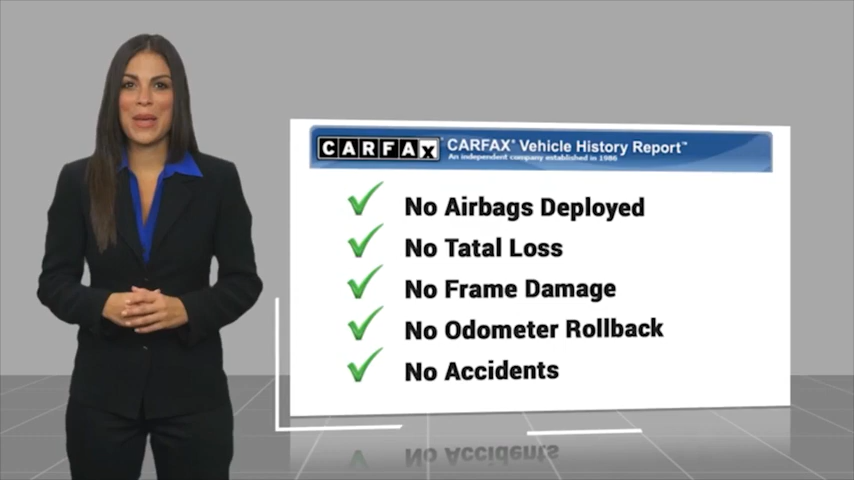 CARFAX CARFAX® Vehicle History Report™
An independent company established in 1986
No Airbags Deployed
No Tatal Loss
No Frame Damage
No Odometer Rollback
No Accidents
No Accidents